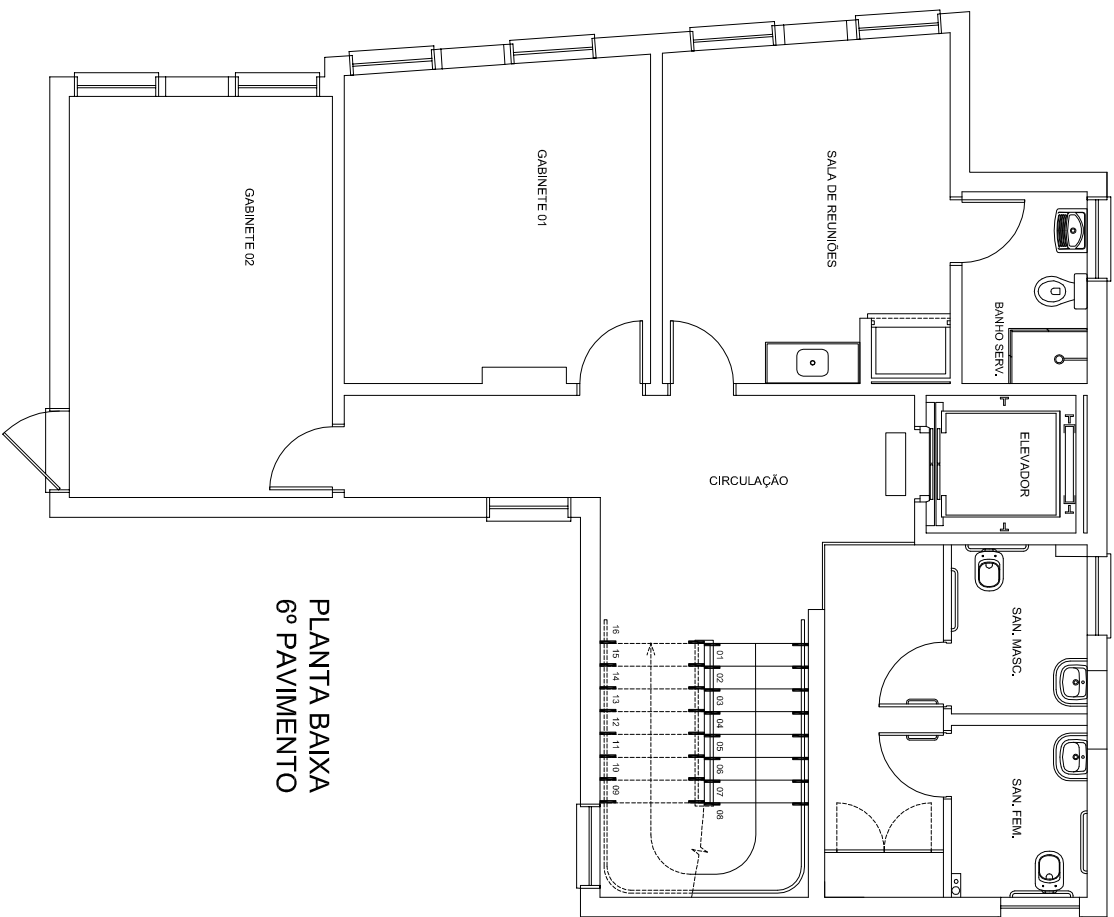 GABINETE 02
GABINETE 01
SALA DE REUNIÕES
BANHO SERV.
CIRCULAÇÃO
ELEVADOR
SAN. MASC.
SAN. FEM.
16
15
14
13
12
11
10
09
01
02
03
04
05
06
07
08
PLANTA BAIXA
6º PAVIMENTO